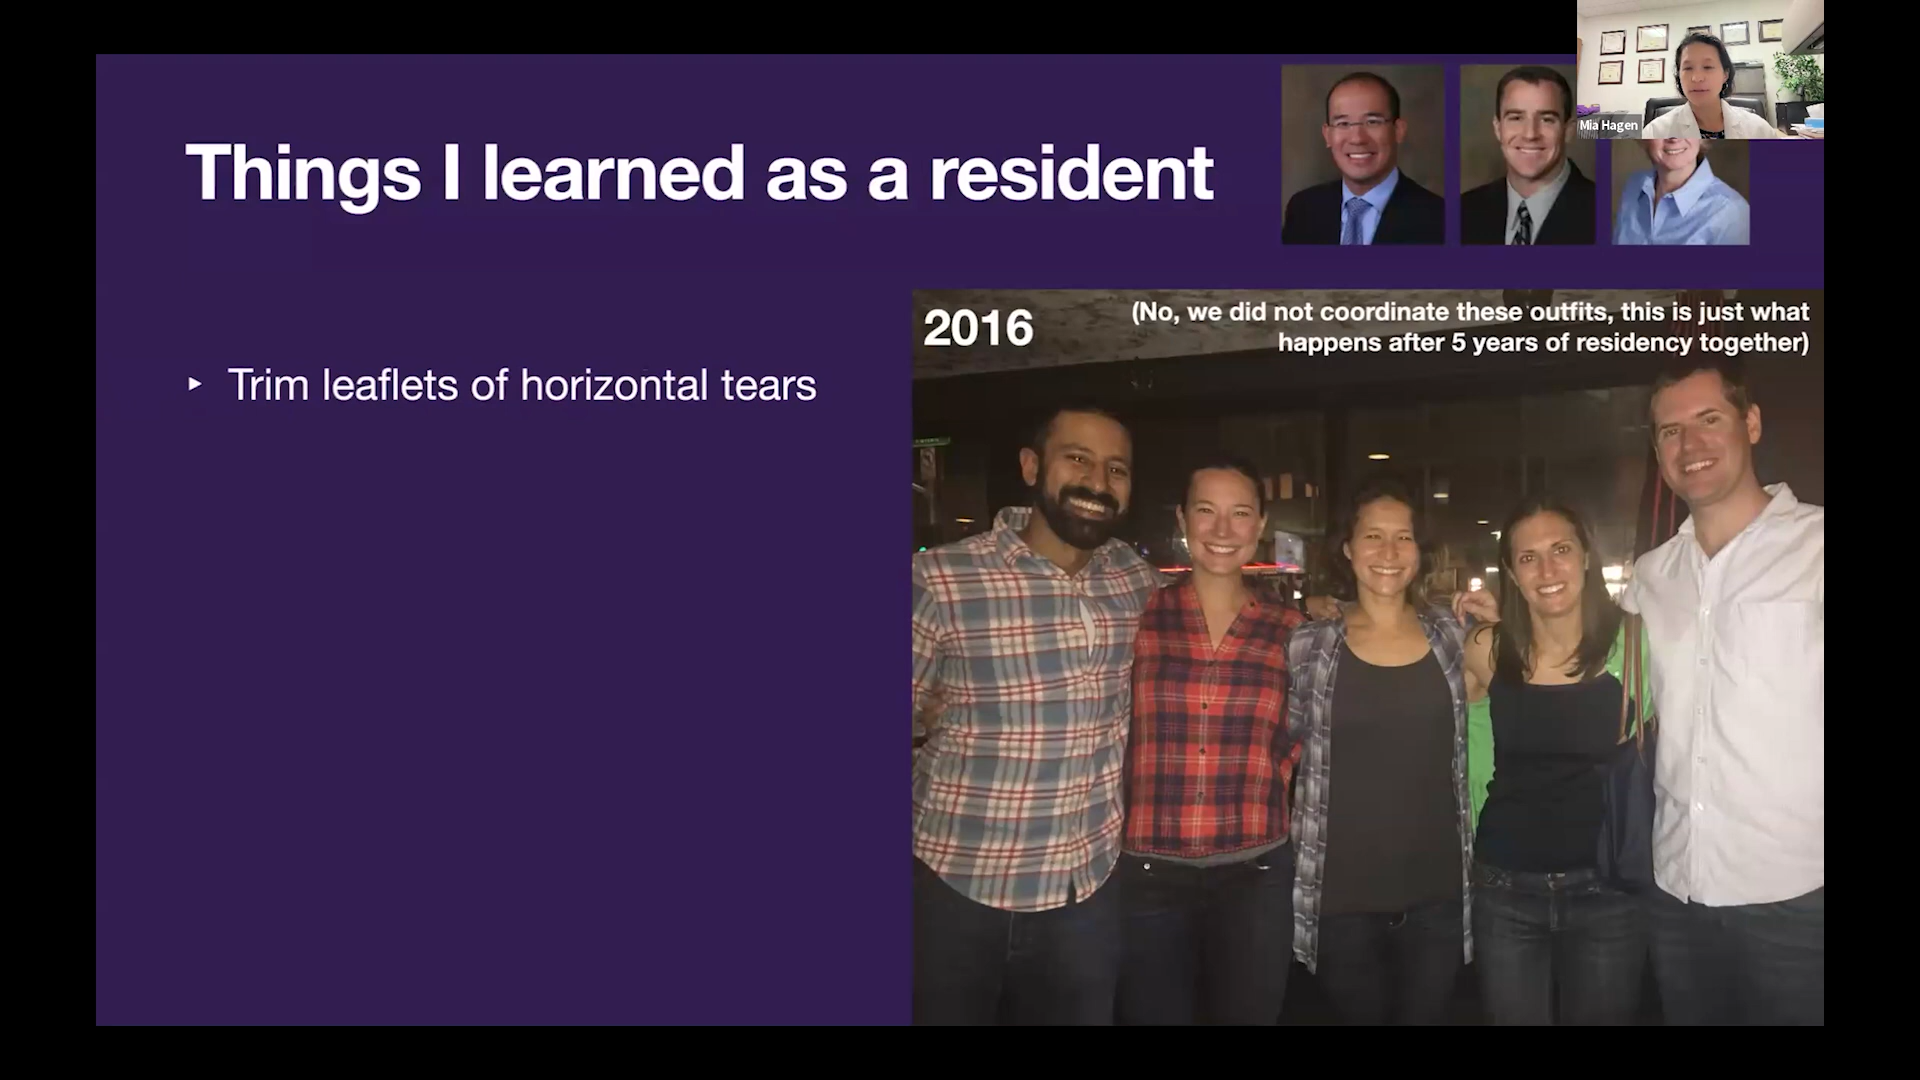 Mia Hagen
Things I learned as a resident
2016
(No, we did not coordinate these outfits, this is just what
happens after 5 years of residency together)
‣ Trim leaflets of horizontal tears